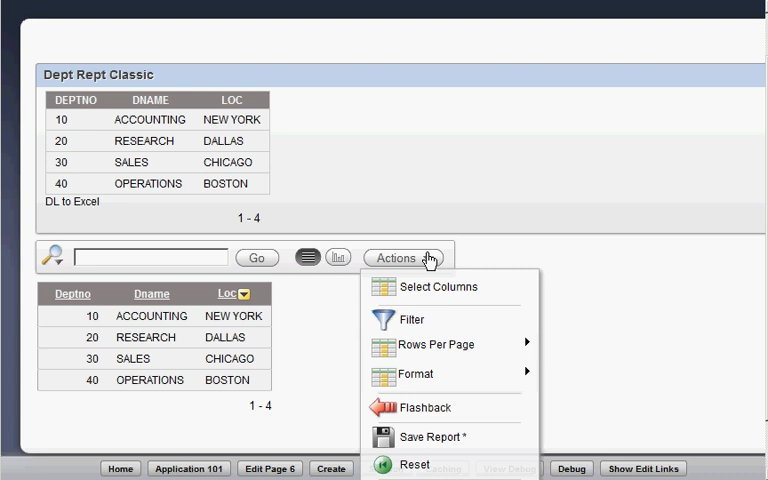 Dept Rept Classic
DEPTNO DNAME LOC
10 ACCOUNTING NEW YORK
20 RESEARCH DALLAS
30 SALES CHICAGO
40 OPERATIONS BOSTON
DL to Excel
1 - 4
Go Actions
Select Columns
Filter
Rows Per Page
Format
Flashback
Save Report *
Reset
Deptno Dname Loc
10 ACCOUNTING NEW YORK
20 RESEARCH DALLAS
30 SALES CHICAGO
40 OPERATIONS BOSTON
1 - 4
Home Application 101 Edit Page 6 Create View Debug Debug Show Edit Links